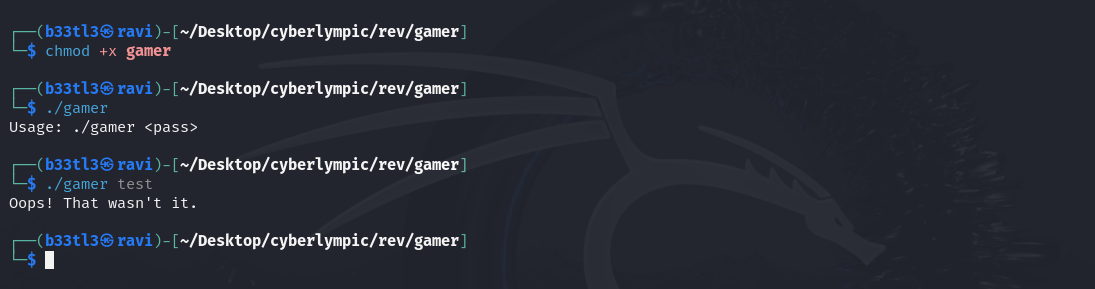 ┌──(b33tl3㉿ravi)-[~/Desktop/cyberlympic/rev/gamer]
└─$ chmod +x gamer
┌──(b33tl3㉿ravi)-[~/Desktop/cyberlympic/rev/gamer]
└─$ ./gamer
Usage: ./gamer <pass>
┌──(b33tl3㉿ravi)-[~/Desktop/cyberlympic/rev/gamer]
└─$ ./gamer test
Oops! That wasn't it.
┌──(b33tl3㉿ravi)-[~/Desktop/cyberlympic/rev/gamer]
└─$